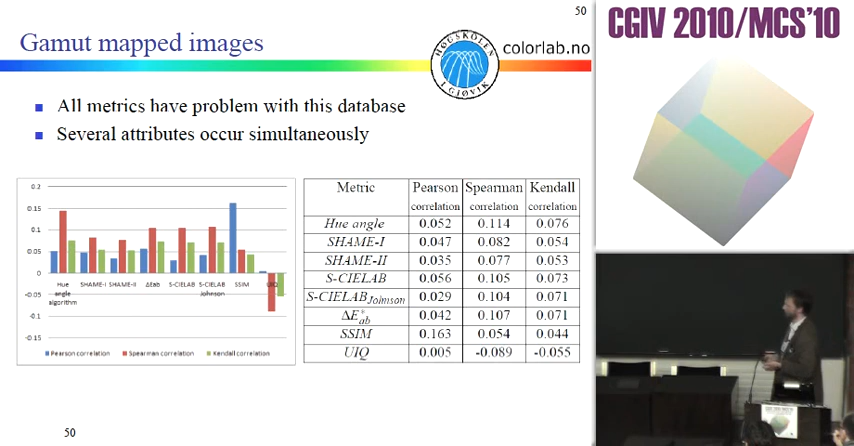 50
Gamut mapped images
HØGSKOLEN I GJØVIK
colorlab.no
CGIV 2010/MCS'10
All metrics have problem with this database
Several attributes occur simultaneously
0.2
0.15
0.1
0.05
0
-0.05
-0.1
-0.15
Hue angle algorithm
SHAME-I
SHAME-II
ΔEab
S-CIELAB
S-CIELAB Johnson
SSIM
UIQ
Pearson correlation
Spearman correlation
Kendall correlation
Metric Pearson correlation Spearman correlation Kendall correlation
Hue angle 0.052 0.114 0.076
SHAME-I 0.047 0.082 0.054
SHAME-II 0.035 0.077 0.053
S-CIELAB 0.056 0.105 0.073
S-CIELAB Johnson 0.029 0.104 0.071
ΔE*ab 0.042 0.107 0.071
SSIM 0.163 0.054 0.044
UIQ 0.005 -0.089 -0.055
50